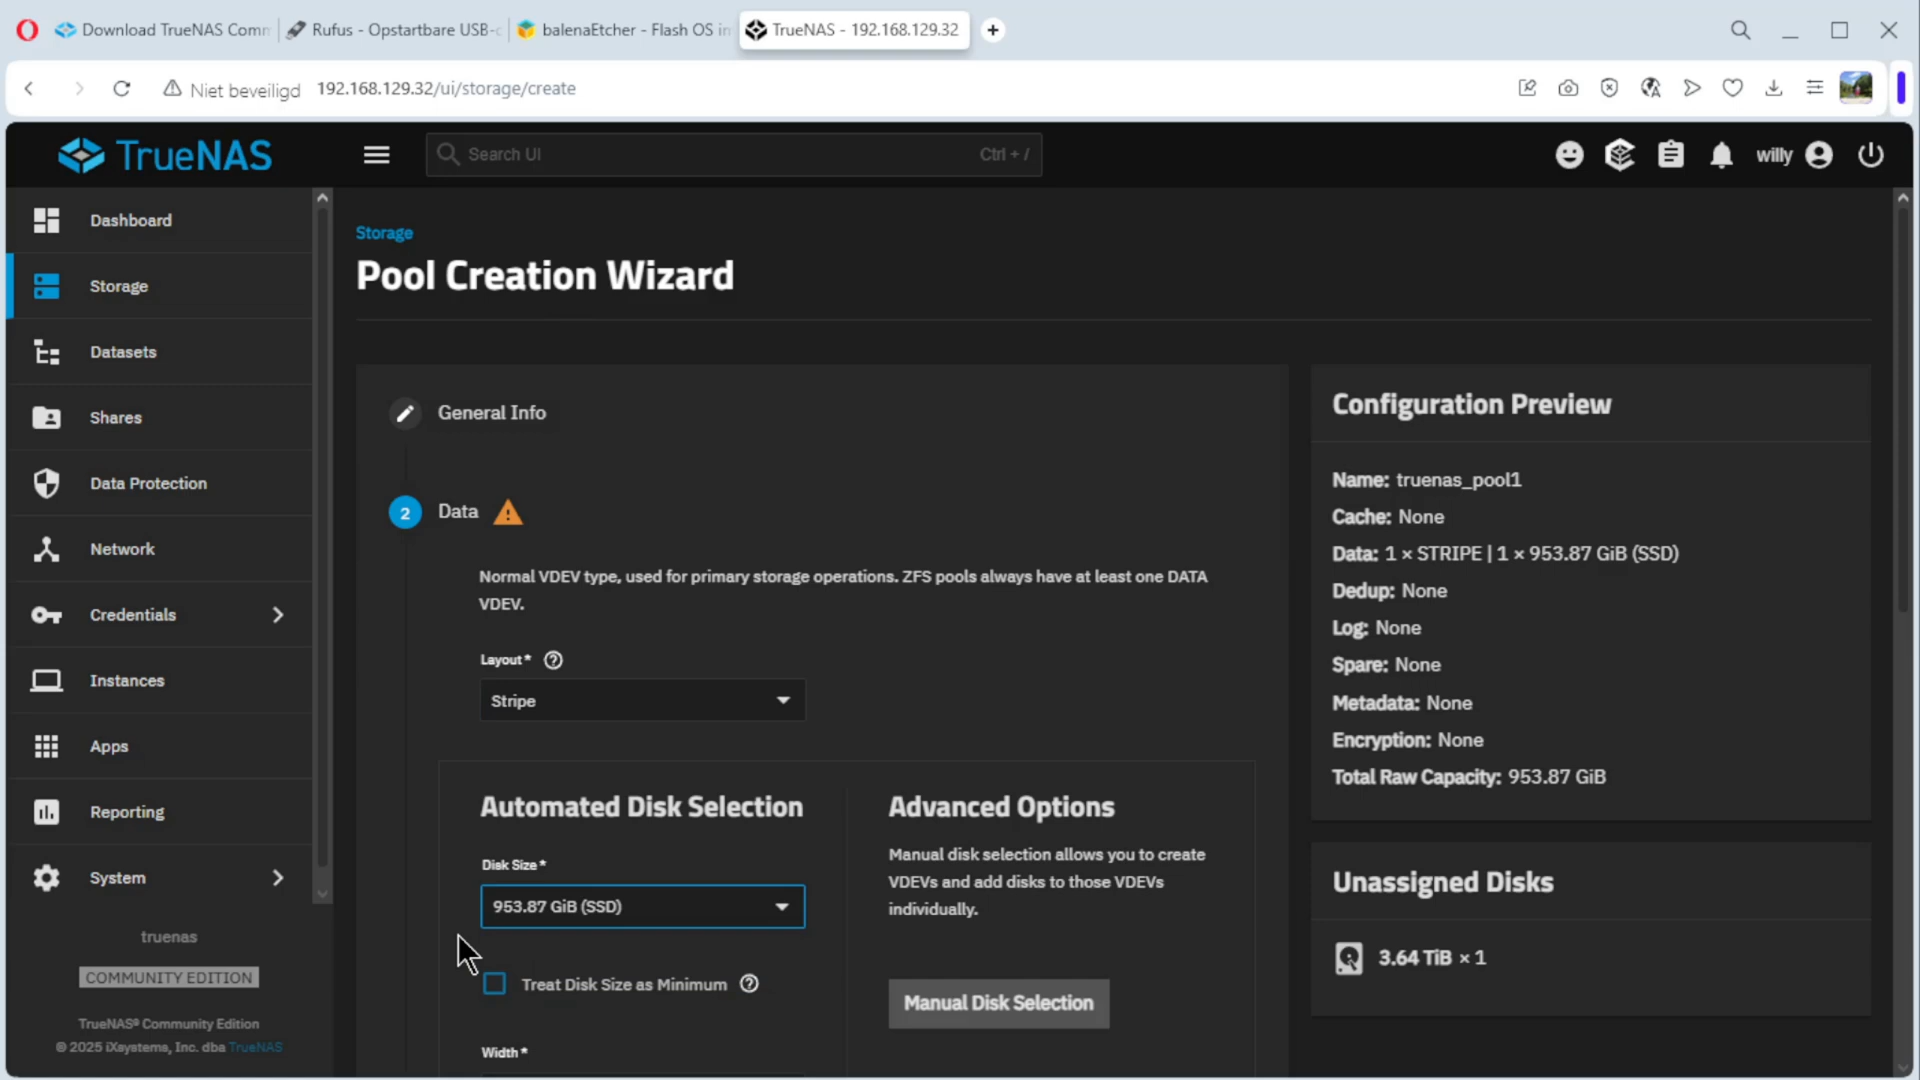 Download TrueNAS Comm
Rufus - Opstartbare USB-c
balenaEtcher - Flash OS im
TrueNAS - 192.168.129.32
Niet beveiligd 192.168.129.32/ui/storage/create
TrueNAS
Search UI
Ctrl + /
willy
Dashboard
Storage
Datasets
Shares
Data Protection
Network
Credentials
Instances
Apps
Reporting
System
truenas
COMMUNITY EDITION
TrueNAS® Community Edition
© 2025 iXsystems, Inc. dba TrueNAS
Storage
Pool Creation Wizard
General Info
2
Data
Normal VDEV type, used for primary storage operations. ZFS pools always have at least one DATA
VDEV.
Layout*
Stripe
Automated Disk Selection
Disk Size*
953.87 GiB (SSD)
Treat Disk Size as Minimum
Width*
Advanced Options
Manual disk selection allows you to create
VDEVs and add disks to those VDEVs
individually.
Manual Disk Selection
Configuration Preview
Name: truenas_pool1
Cache: None
Data: 1 × STRIPE | 1 × 953.87 GiB (SSD)
Dedup: None
Log: None
Spare: None
Metadata: None
Encryption: None
Total Raw Capacity: 953.87 GiB
Unassigned Disks
3.64 TiB × 1